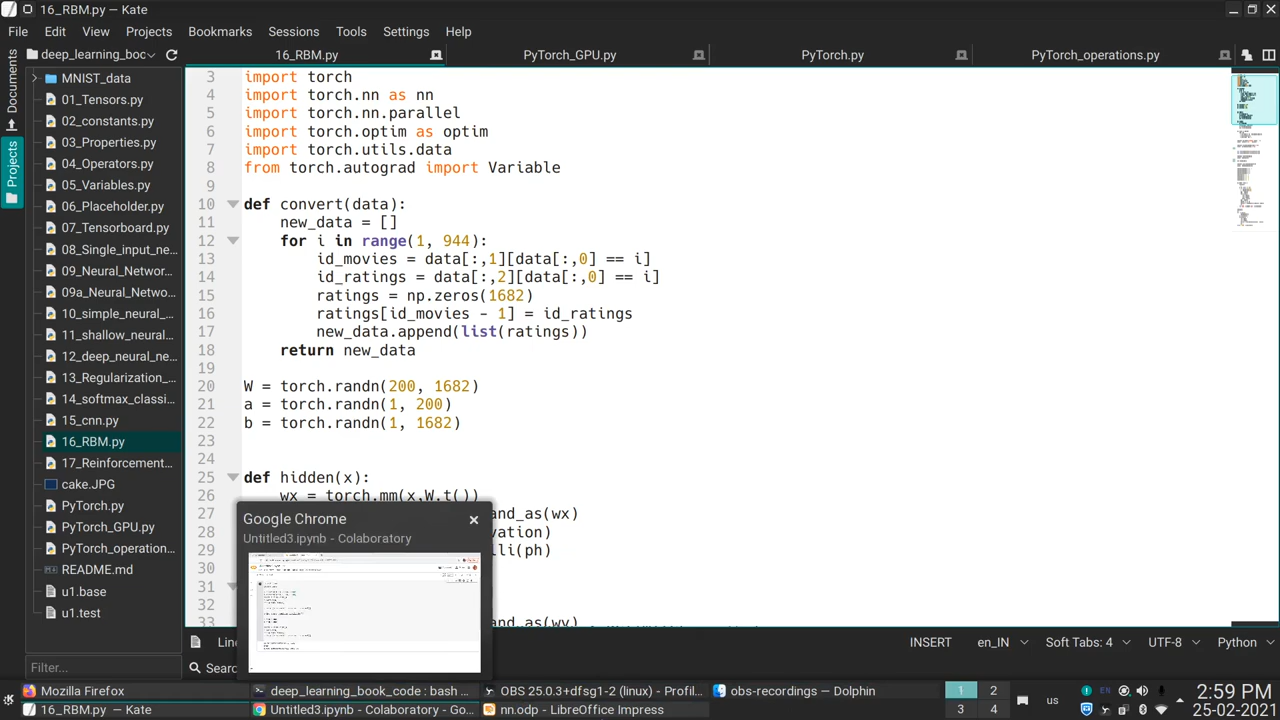 16_RBM.py — Kate
File Edit View Projects Bookmarks Sessions Tools Settings Help
Documents
Projects
deep_learning_boo
16_RBM.py
PyTorch_GPU.py
PyTorch.py
PyTorch_operations.py
MNIST_data
01_Tensors.py
02_constants.py
03_Properties.py
04_Operators.py
05_Variables.py
06_Placeholder.py
08_Single_input_ne...
09_Neural_Networ...
09a_Neural_Netwo...
10_simple_neural_...
11_shallow_neural...
12_deep_neural_ne...
13_Regularization_...
14_softmax_classi...
15_rnn.py
16_RBM.py
17_Reinforcement...
cake.JPG
PyTorch.py
PyTorch_GPU.py
PyTorch_operation...
README.md
u1.base
u1.test
Filter...
3 import torch
4 import torch.nn as nn
5 import torch.nn.parallel
6 import torch.optim as optim
7 import torch.utils.data
8 from torch.autograd import Variable
9
10 def convert(data):
11 new_data = []
12 for i in range(1, 944):
13 id_movies = data[:,1][data[:,0] == i]
14 id_ratings = data[:,2][data[:,0] == i]
15 ratings = np.zeros(1682)
16 ratings[id_movies - 1] = id_ratings
17 new_data.append(list(ratings))
18 return new_data
19
20 W = torch.randn(200, 1682)
21 a = torch.randn(1, 200)
22 b = torch.randn(1, 1682)
23
24
25 def hidden(x):
26 wx = torch.mm(x,W.t())
27 and_as(wx)
28 vation)
29 lli(ph)
30
31
32
33 and_as(wy)
Google Chrome
Untitled3.ipynb - Colaboratory
Line
Searc
INSERT en_IN Soft Tabs: 4 UTF-8 Python
Mozilla Firefox
deep_learning_book_code : bash ...
OBS 25.0.3+dfsg1-2 (linux) - Profil...
obs-recordings — Dolphin
16_RBM.py — Kate
Untitled3.ipynb - Colaboratory - Go...
nn.odp - LibreOffice Impress
1 2
3 4
us
EN
2:59 PM
25-02-2021